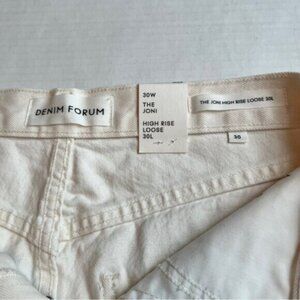 DENIM FORUM
30W
THE
JONI
HIGH RISE
LOOSE
30L
THE JONI HIGH RISE LOOSE 30L
30